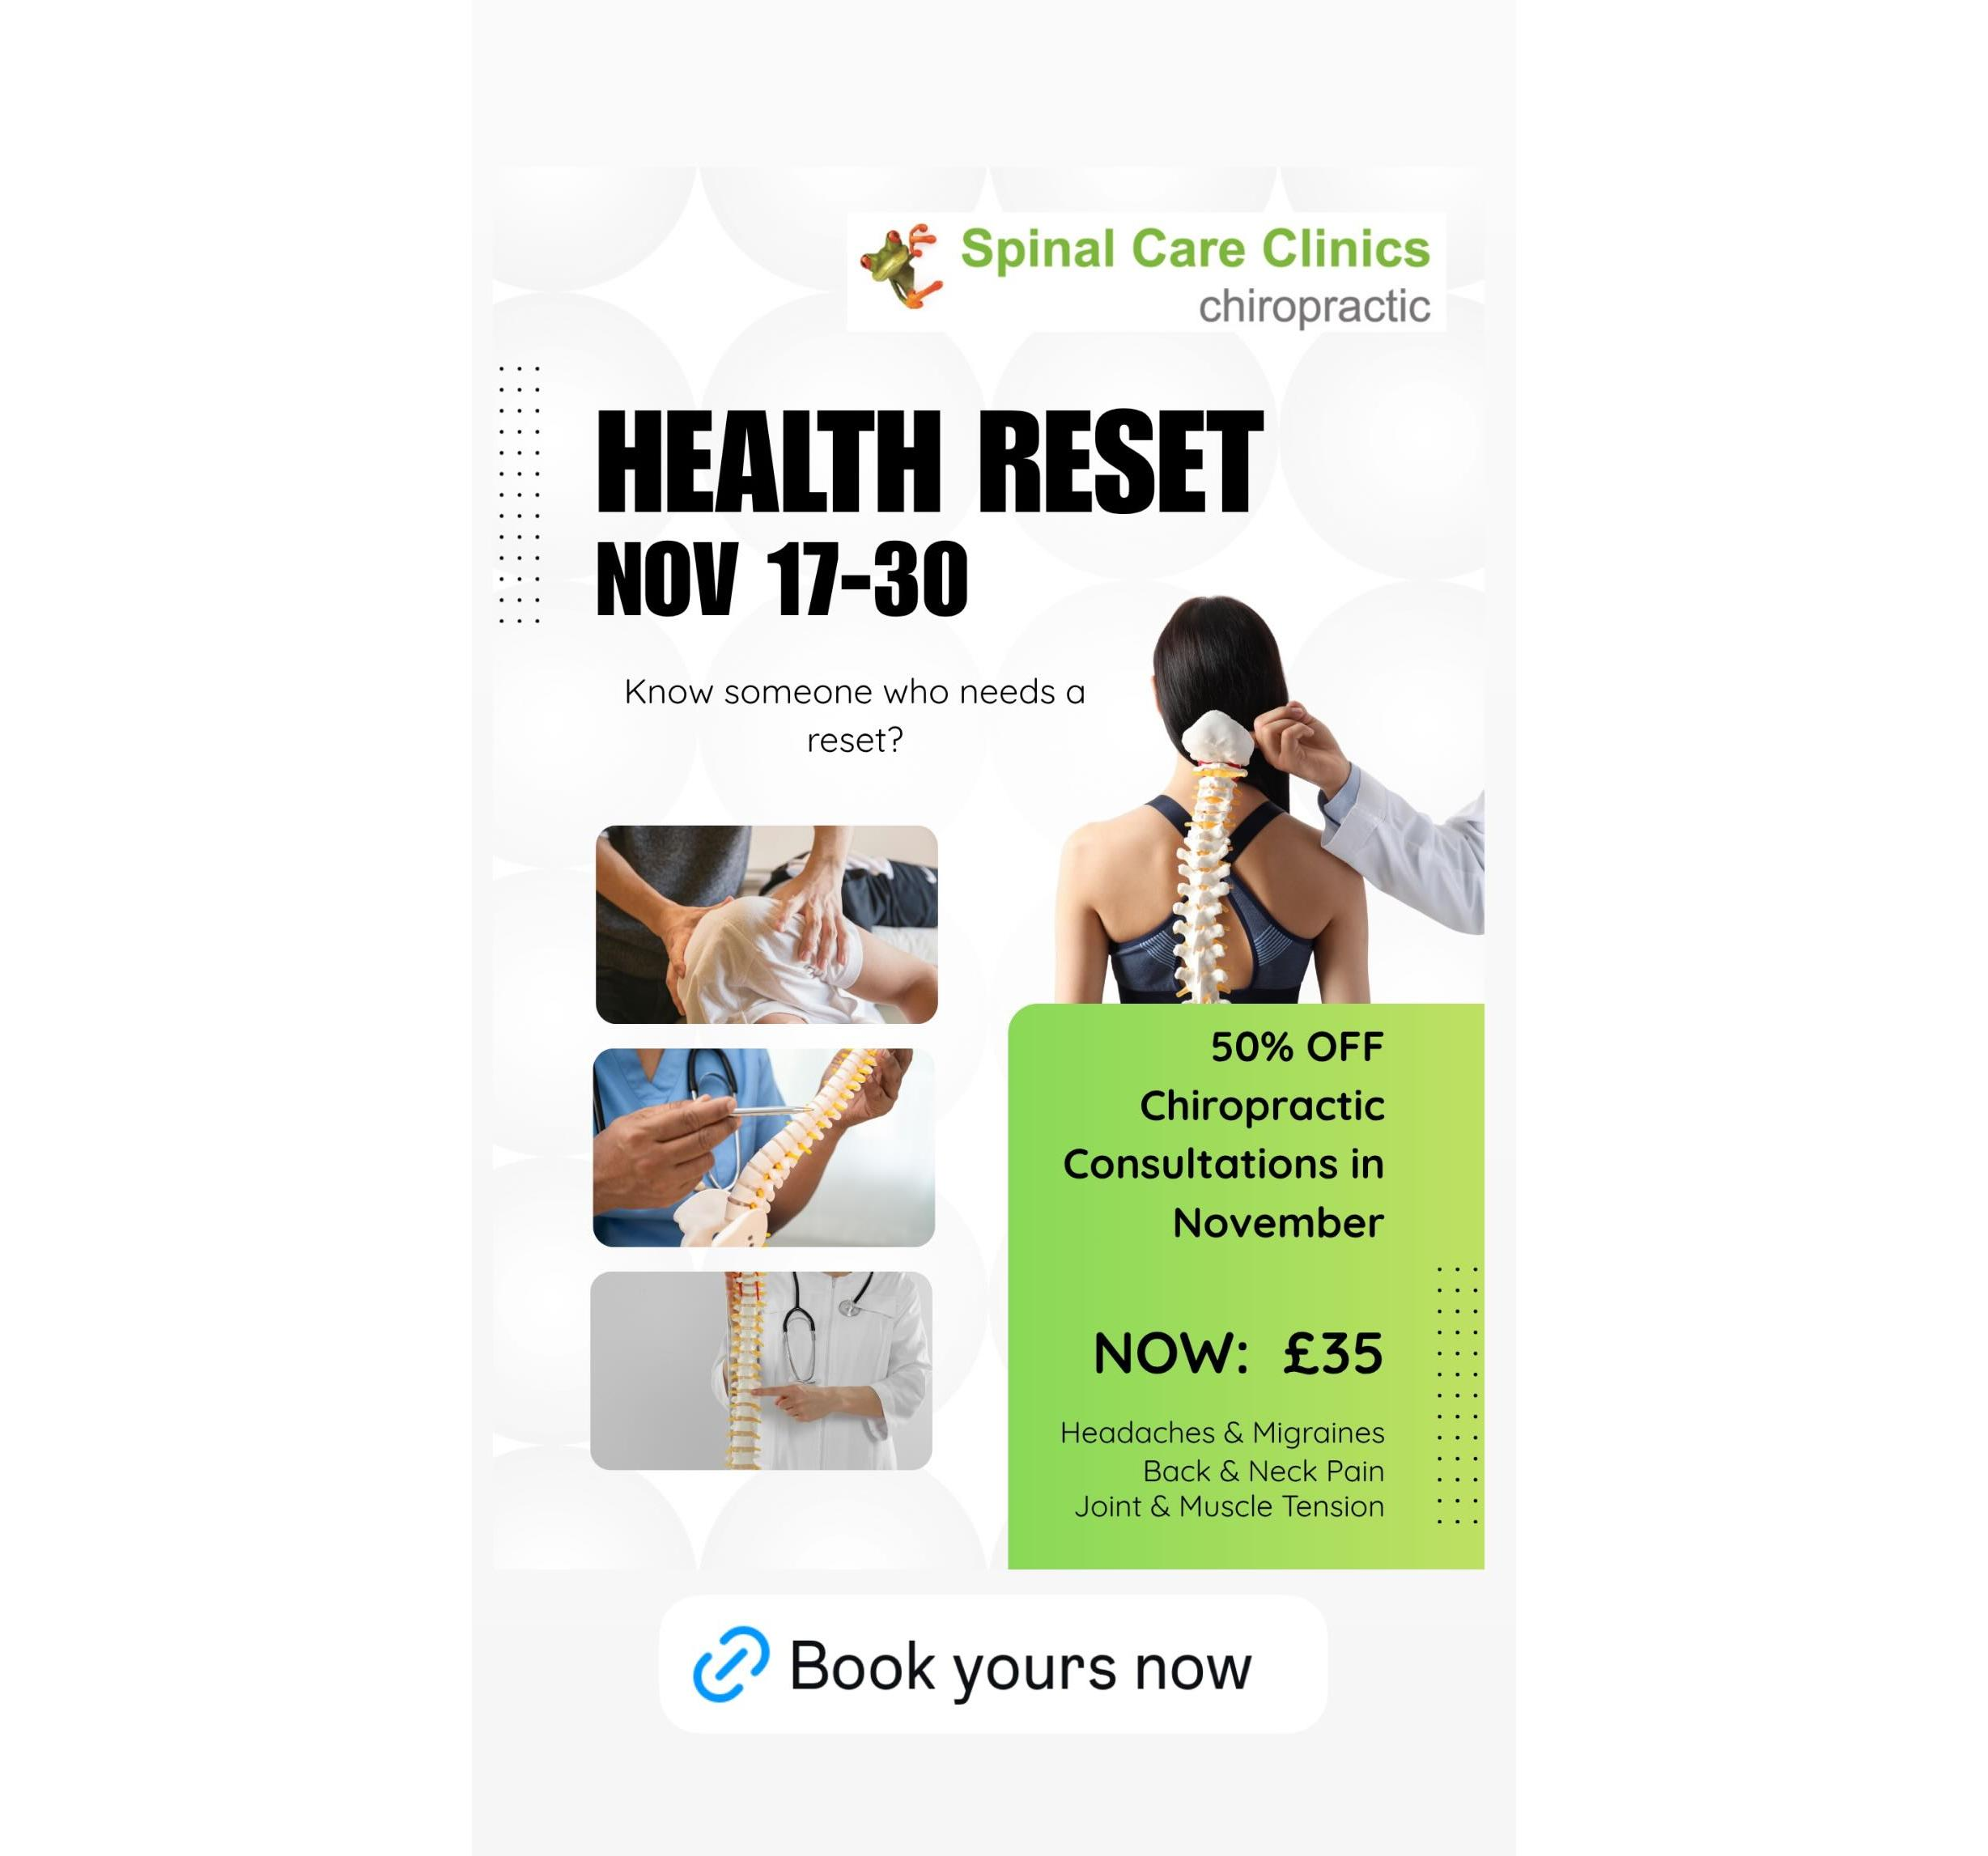 Spinal Care Clinics
chiropractic
HEALTH RESET
NOV 17-30
Know someone who needs a
reset?
50% OFF
Chiropractic
Consultations in
November
NOW: £35
Headaches & Migraines
Back & Neck Pain
Joint & Muscle Tension
Book yours now